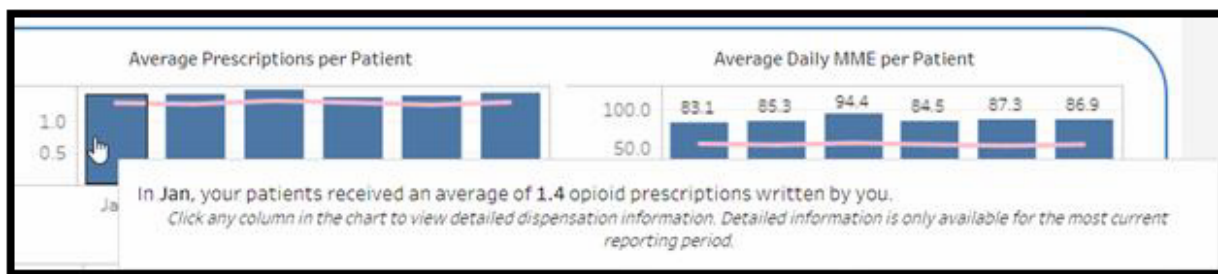 Average Prescriptions per Patient
Average Daily MME per Patient
1.0
0.5
100.0
50.0
83.1 85.3 94.4 84.5 87.3 86.9
In Jan, your patients received an average of 1.4 opioid prescriptions written by you.
Click any column in the chart to view detailed dispensation information. Detailed information is only available for the most current
reporting period.